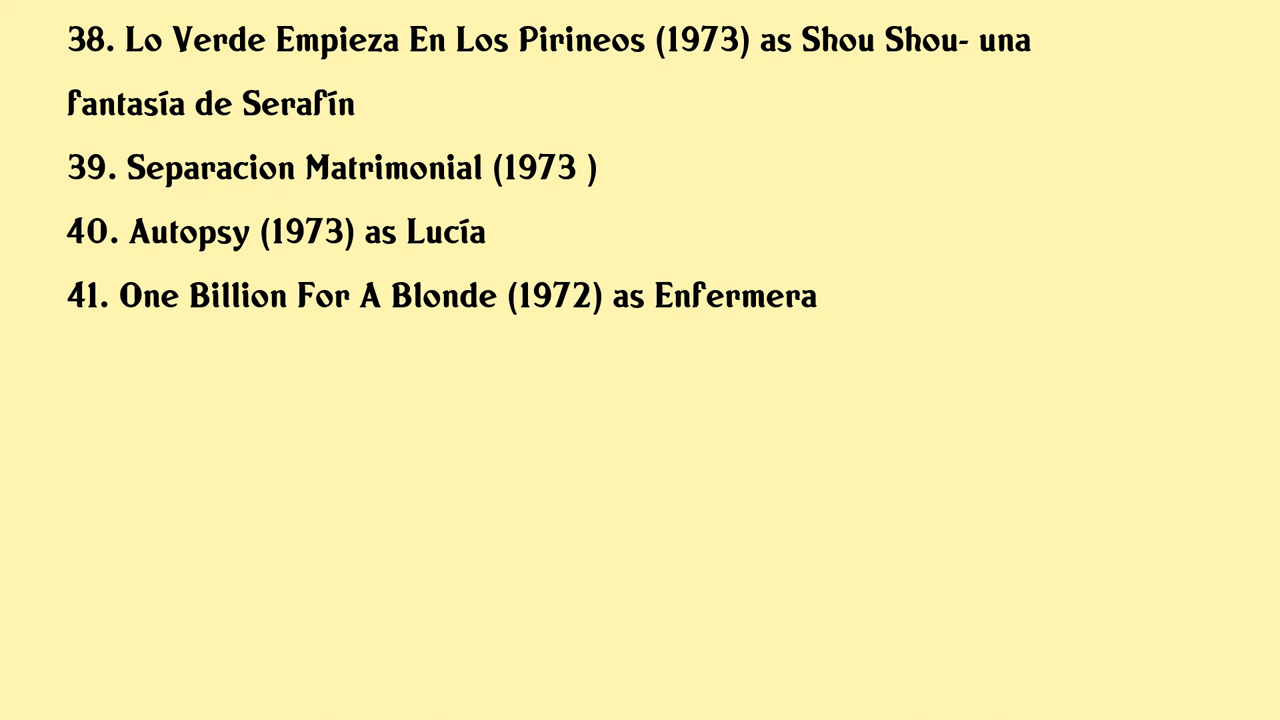 38. Lo Verde Empieza En Los Pirineos (1973) as Shou Shou- una
fantasía de Serafín
39. Separacion Matrimonial (1973 )
40. Autopsy (1973) as Lucía
41. One Billion For A Blonde (1972) as Enfermera